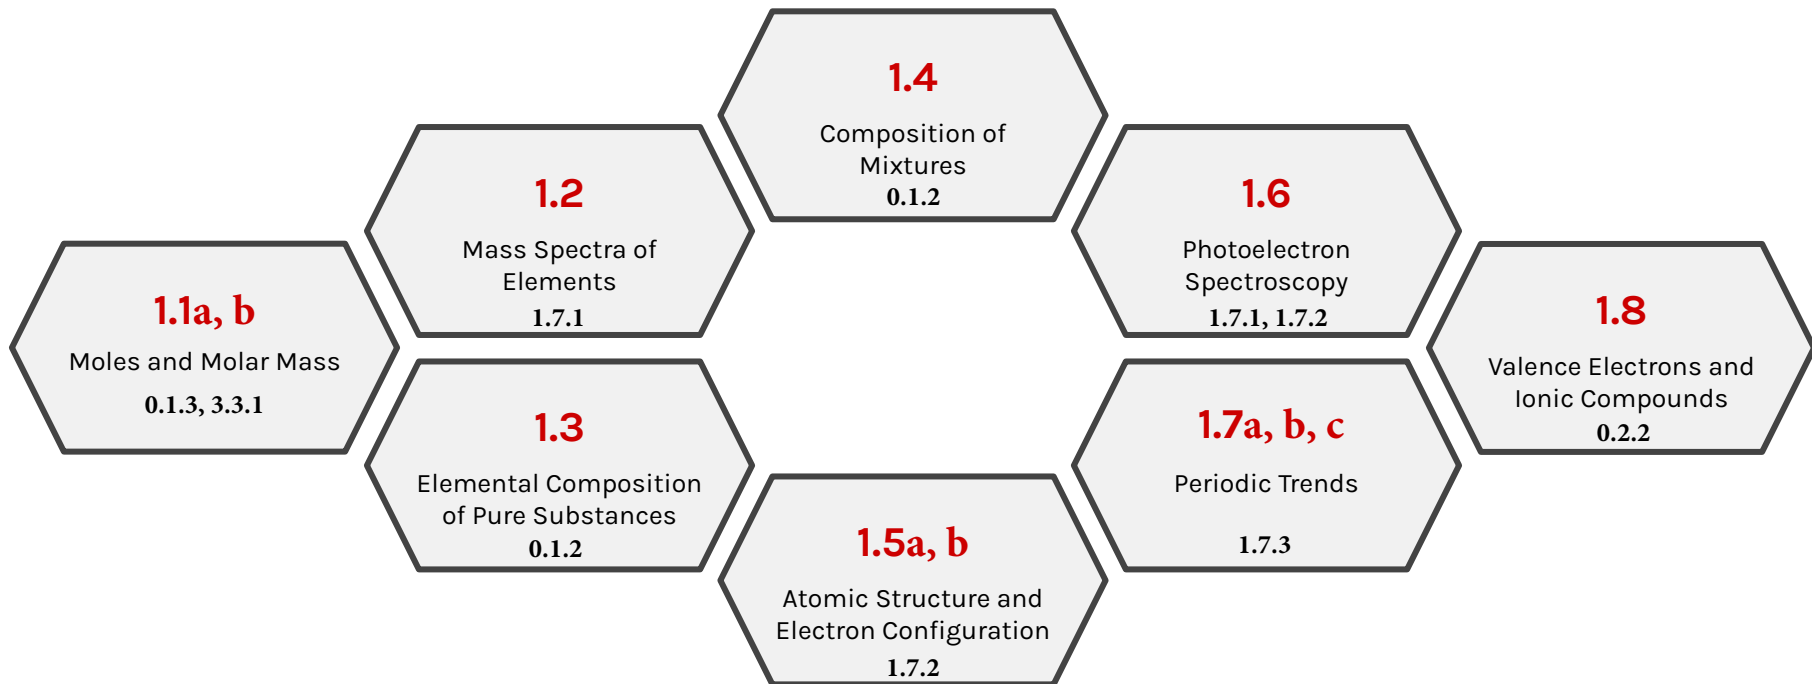 1.1a, b
Moles and Molar Mass
0.1.3, 3.3.1
1.2
Mass Spectra of
Elements
1.7.1
1.3
Elemental Composition
of Pure Substances
0.1.2
1.4
Composition of
Mixtures
0.1.2
1.5a, b
Atomic Structure and
Electron Configuration
1.7.2
1.6
Photoelectron
Spectroscopy
1.7.1, 1.7.2
1.7a, b, c
Periodic Trends
1.7.3
1.8
Valence Electrons and
Ionic Compounds
0.2.2